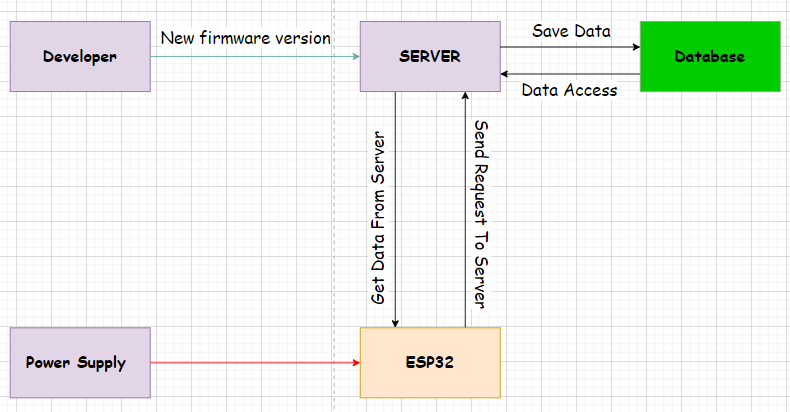 Developer
New firmware version
SERVER
Save Data
Data Access
Database
Get Data From Server
Send Request To Server
Power Supply
ESP32